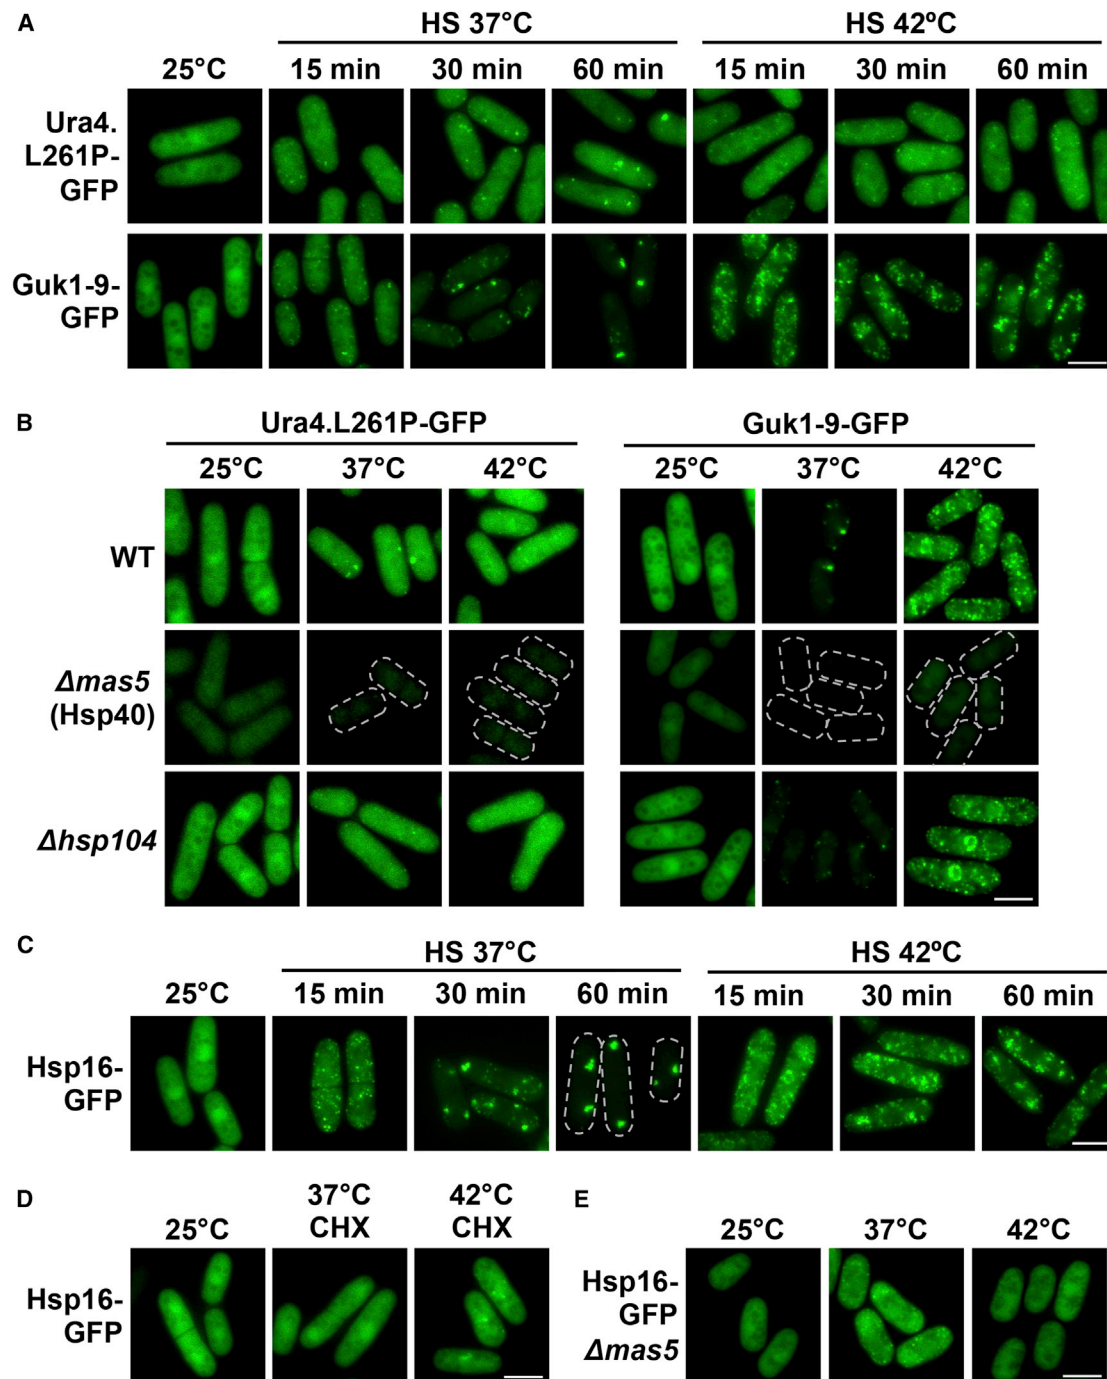 A
HS 37°C
HS 42ºC
25°C
15 min
30 min
60 min
15 min
30 min
60 min
Ura4.
L261P-
GFP
Guk1-9-
GFP
B
Ura4.L261P-GFP
Guk1-9-GFP
25°C
37°C
42°C
25°C
37°C
42°C
WT
Δmas5
(Hsp40)
Δhsp104
C
HS 37°C
HS 42ºC
25°C
15 min
30 min
60 min
15 min
30 min
60 min
Hsp16-
GFP
D
25°C
37°C
CHX
42°C
CHX
Hsp16-
GFP
E
25°C
37°C
42°C
Hsp16-
GFP
Δmas5